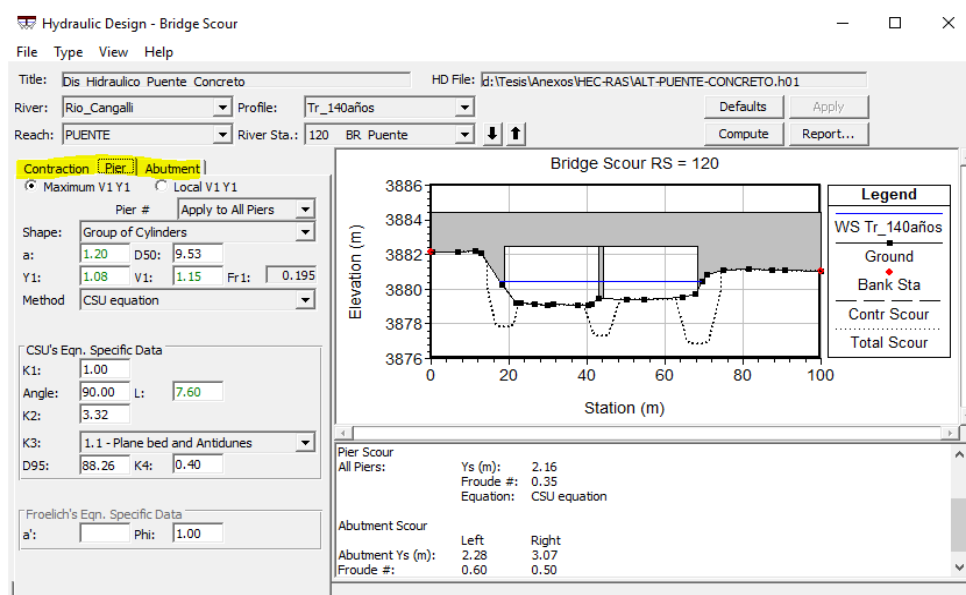 Hydraulic Design - Bridge Scour
File Type View Help
Title: Dis Hidraulico Puente Concreto HD File: d:\Tesis\Anexos\HEC-RAS\ALT-PUENTE-CONCRETO.h01
River: Rio_Cangalli Profile: Tr_140años Defaults Apply
Reach: PUENTE River Sta.: 120 BR Puente Compute Report...
Contraction Pier Abutment
Maximum V1 Y1 Local V1 Y1
Pier # Apply to All Piers
Shape: Group of Cylinders
a: 1.20 D50: 9.53
Y1: 1.08 V1: 1.15 Fr1: 0.195
Method CSU equation
CSU's Eqn. Specific Data
K1: 1.00
Angle: 90.00 L: 7.60
K2: 3.32
K3: 1.1 - Plane bed and Antidunes
D95: 88.26 K4: 0.40
Froelich's Eqn. Specific Data
a': Phi: 1.00
Bridge Scour RS = 120
3886
3884
3882
3880
3878
3876
Elevation (m)
0 20 40 60 80 100
Station (m)
Legend
WS Tr_140años
Ground
Bank Sta
Contr Scour
Total Scour
Pier Scour
All Piers: Ys (m): 2.16
Froude #: 0.35
Equation: CSU equation
Abutment Scour
Left Right
Abutment Ys (m): 2.28 3.07
Froude #: 0.60 0.50